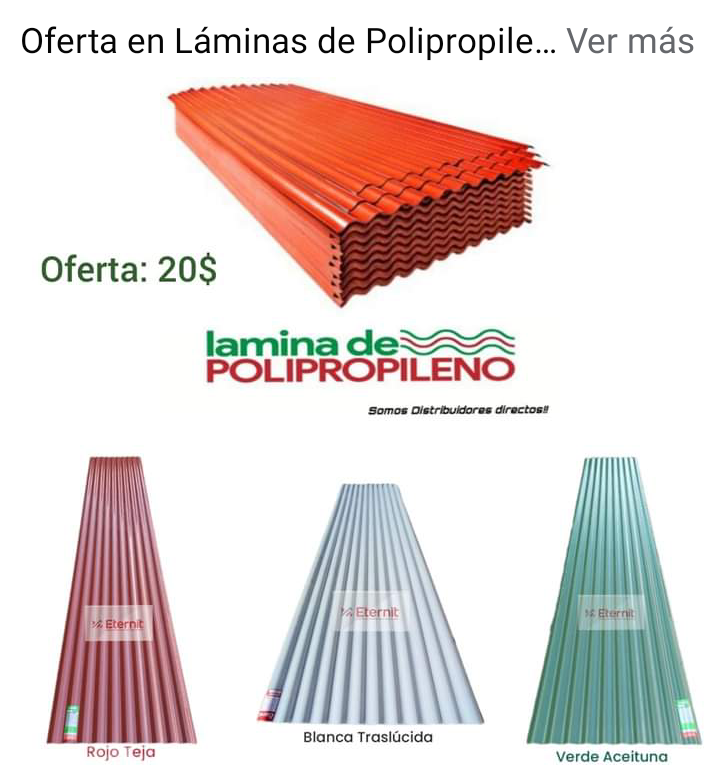 Oferta en Láminas de Polipropile... Ver más
Oferta: 20$
lamina de
POLIPROPILENO
Somos Distribuidores directos!!
Eternit
Eternit
Eternit
Rojo Teja
Blanca Traslúcida
Verde Aceituna